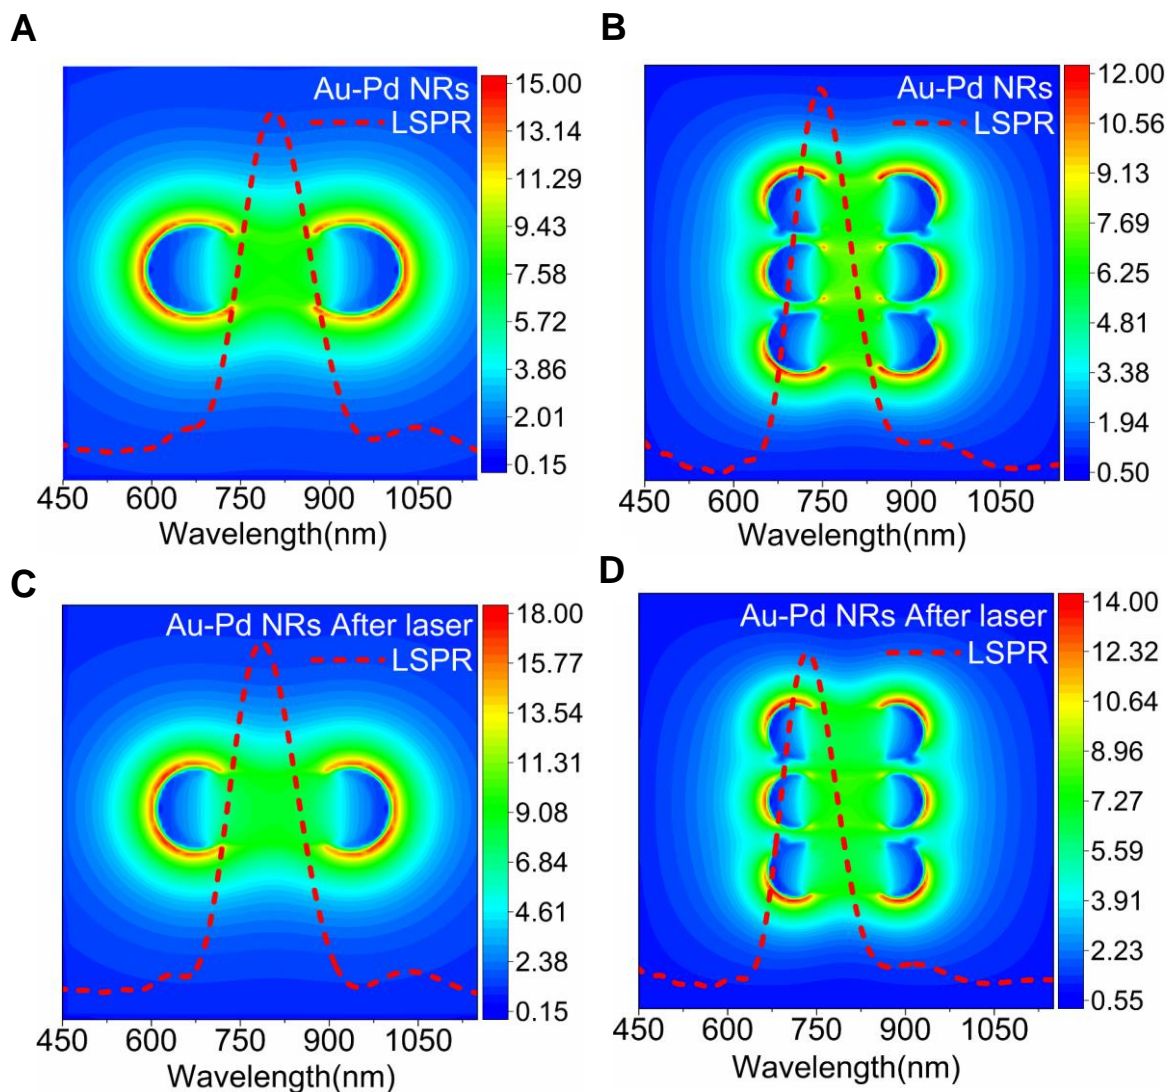 A
Au-Pd NRs
LSPR
15.00
13.14
11.29
9.43
7.58
5.72
3.86
2.01
0.15
450 600 750 900 1050
Wavelength(nm)
B
Au-Pd NRs
LSPR
12.00
10.56
9.13
7.69
6.25
4.81
3.38
1.94
0.50
450 600 750 900 1050
Wavelength(nm)
C
Au-Pd NRs After laser
LSPR
18.00
15.77
13.54
11.31
9.08
6.84
4.61
2.38
0.15
450 600 750 900 1050
Wavelength(nm)
D
Au-Pd NRs After laser
LSPR
14.00
12.32
10.64
8.96
7.27
5.59
3.91
2.23
0.55
450 600 750 900 1050
Wavelength(nm)